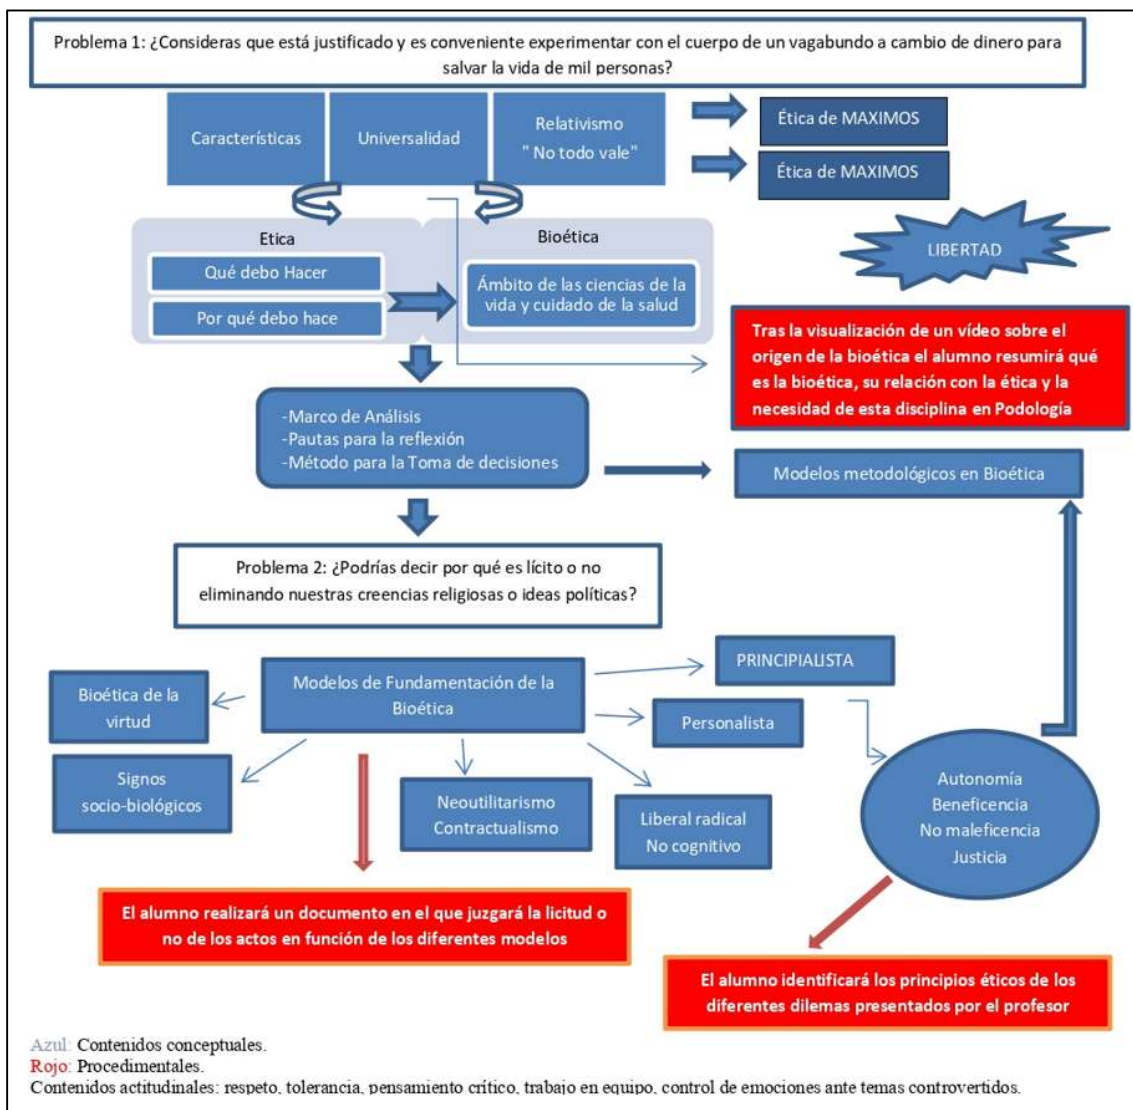 Problema 1: ¿Consideras que está justificado y es conveniente experimentar con el cuerpo de un vagabundo a cambio de dinero para
salvar la vida de mil personas?
Características
Universalidad
Relativismo
" No todo vale"
Ética de MAXIMOS
Ética de MAXIMOS
Etica
Bioética
LIBERTAD
Qué debo Hacer
Por qué debo hace
Ámbito de las ciencias de la
vida y cuidado de la salud
Tras la visualización de un vídeo sobre el
origen de la bioética el alumno resumirá qué
es la bioética, su relación con la ética y la
necesidad de esta disciplina en Podología
-Marco de Análisis
-Pautas para la reflexión
-Método para la Toma de decisiones
Modelos metodológicos en Bioética
Problema 2: ¿Podrías decir por qué es lícito o no
eliminando nuestras creencias religiosas o ideas políticas?
PRINCIPIALISTA
Modelos de Fundamentación de la
Bioética
Bioética de la
virtud
Personalista
Signos
socio-biológicos
Neoutilitarismo
Contractualismo
Liberal radical
No cognitivo
Autonomía
Beneficencia
No maleficencia
Justicia
El alumno realizará un documento en el que juzgará la licitud o
no de los actos en función de los diferentes modelos
El alumno identificará los principios éticos de los
diferentes dilemas presentados por el profesor
Azul: Contenidos conceptuales.
Rojo: Procedimentales.
Contenidos actitudinales: respeto, tolerancia, pensamiento crítico, trabajo en equipo, control de emociones ante temas controvertidos.